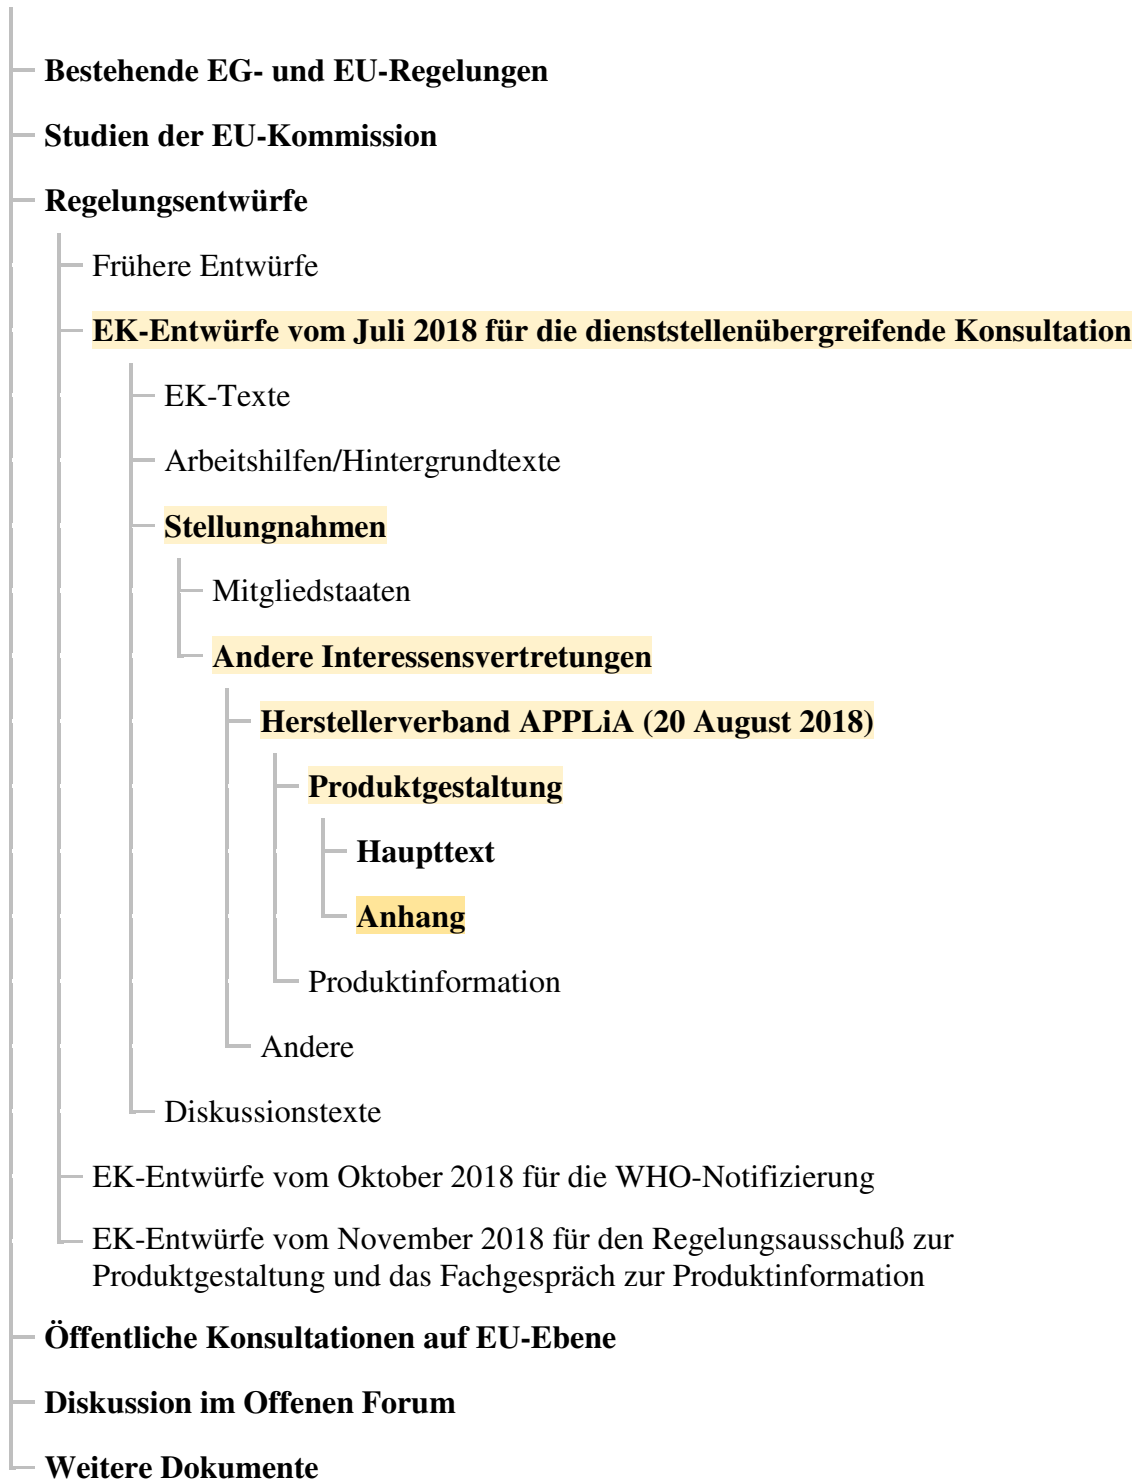 Bestehende EG- und EU-Regelungen
Studien der EU-Kommission
Regelungsentwürfe
Frühere Entwürfe
EK-Entwürfe vom Juli 2018 für die dienststellenübergreifende Konsultation
EK-Texte
Arbeitshilfen/Hintergrundtexte
Stellungnahmen
Mitgliedstaaten
Andere Interessensvertretungen
Herstellerverband APPLiA (20 August 2018)
Produktgestaltung
Haupttext
Anhang
Produktinformation
Andere
Diskussionstexte
EK-Entwürfe vom Oktober 2018 für die WHO-Notifizierung
EK-Entwürfe vom November 2018 für den Regelungsausschuß zur
Produktgestaltung und das Fachgespräch zur Produktinformation
Öffentliche Konsultationen auf EU-Ebene
Diskussion im Offenen Forum
Weitere Dokumente